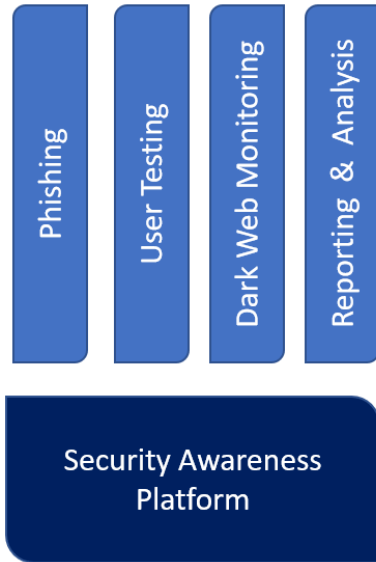 Phishing
User Testing
Dark Web Monitoring
Reporting & Analysis
Security Awareness
Platform